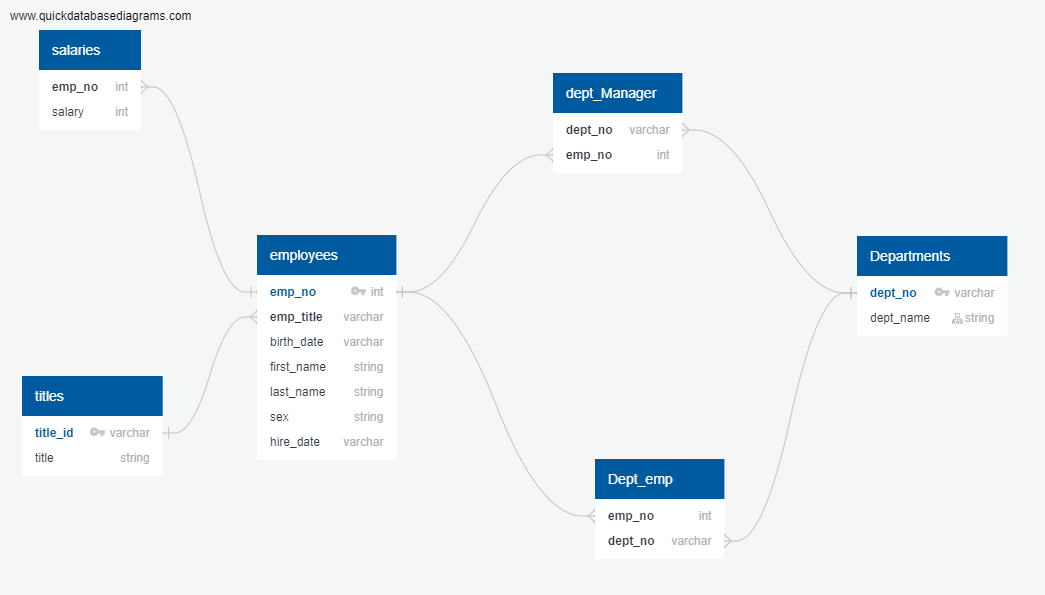 www.quickdatabasediagrams.com
salaries
emp_no int
salary int
dept_Manager
dept_no varchar
emp_no int
employees
emp_no int
emp_title varchar
birth_date varchar
first_name string
last_name string
sex string
hire_date varchar
Departments
dept_no varchar
dept_name string
titles
title_id varchar
title string
Dept_emp
emp_no int
dept_no varchar